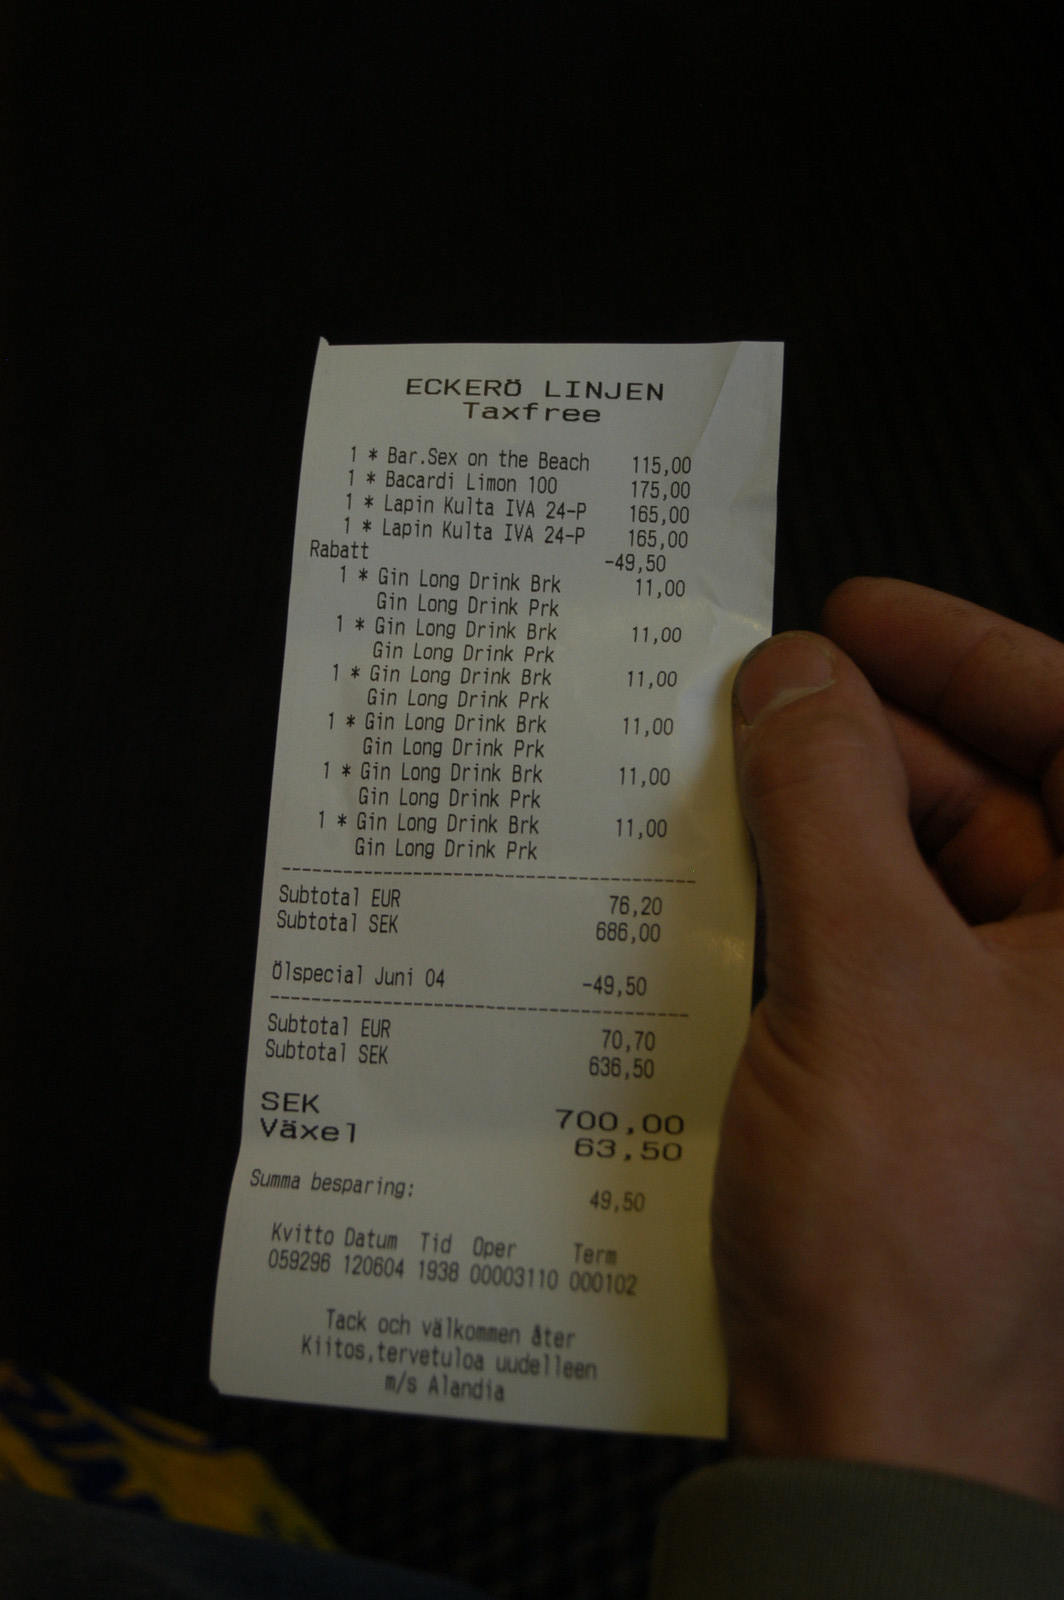 ECKERÖ LINJEN
Taxfree
1 * Bar.Sex on the Beach 115,00
1 * Bacardi Limon 100 175,00
1 * Lapin Kulta IVA 24-P 165,00
1 * Lapin Kulta IVA 24-P 165,00
Rabatt -49,50
1 * Gin Long Drink Brk 11,00
Gin Long Drink Prk
1 * Gin Long Drink Brk 11,00
Gin Long Drink Prk
1 * Gin Long Drink Brk 11,00
Gin Long Drink Prk
1 * Gin Long Drink Brk 11,00
Gin Long Drink Prk
1 * Gin Long Drink Brk 11,00
Gin Long Drink Prk
1 * Gin Long Drink Brk 11,00
Gin Long Drink Prk
Subtotal EUR 76,20
Subtotal SEK 686,00
Ölspecial Juni 04 -49,50
Subtotal EUR 70,70
Subtotal SEK 636,50
SEK 700,00
Växel 63,50
Summa besparing: 49,50
Kvitto Datum Tid Oper Term
059296 120604 1938 00003110 000102
Tack och välkommen åter
Kiitos,tervetuloa uudelleen
m/s Alandia